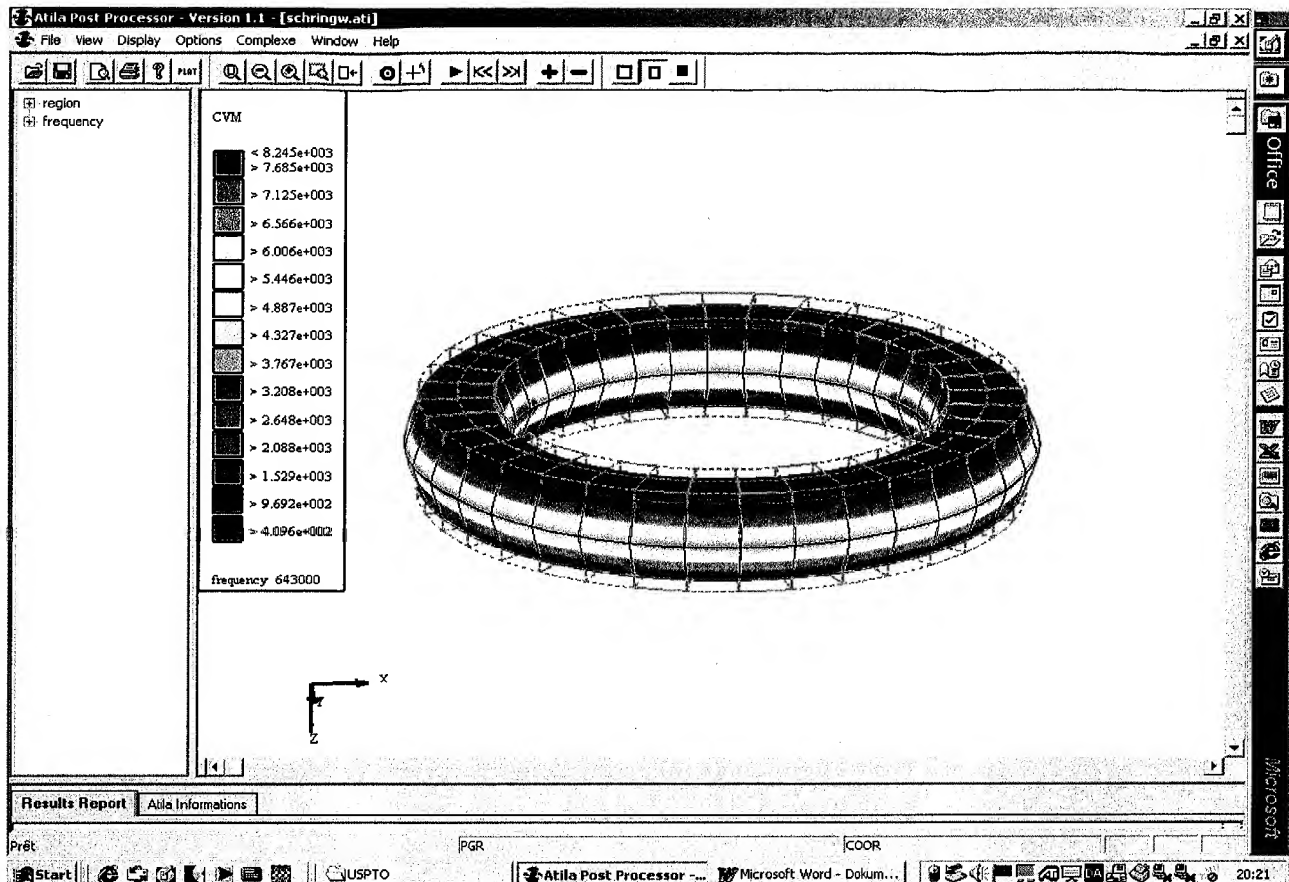 Atila Post Processor - Version 1.1 - [schringw.ati]
File View Display Options Complexe Window Help
PLOT
region
frequency
CVM
< 8.245e+003
> 7.685e+003
> 7.125e+003
> 6.566e+003
> 6.006e+003
> 5.446e+003
> 4.887e+003
> 4.327e+003
> 3.767e+003
> 3.208e+003
> 2.648e+003
> 2.088e+003
> 1.529e+003
> 9.692e+002
> 4.096e+002
frequency 643000
X
Y
Z
Office
Microsoft
Results Report Atila Informations
Prêt PGR COOR
Start USPTO Atila Post Processor -... Microsoft Word - Dokum... 20:21